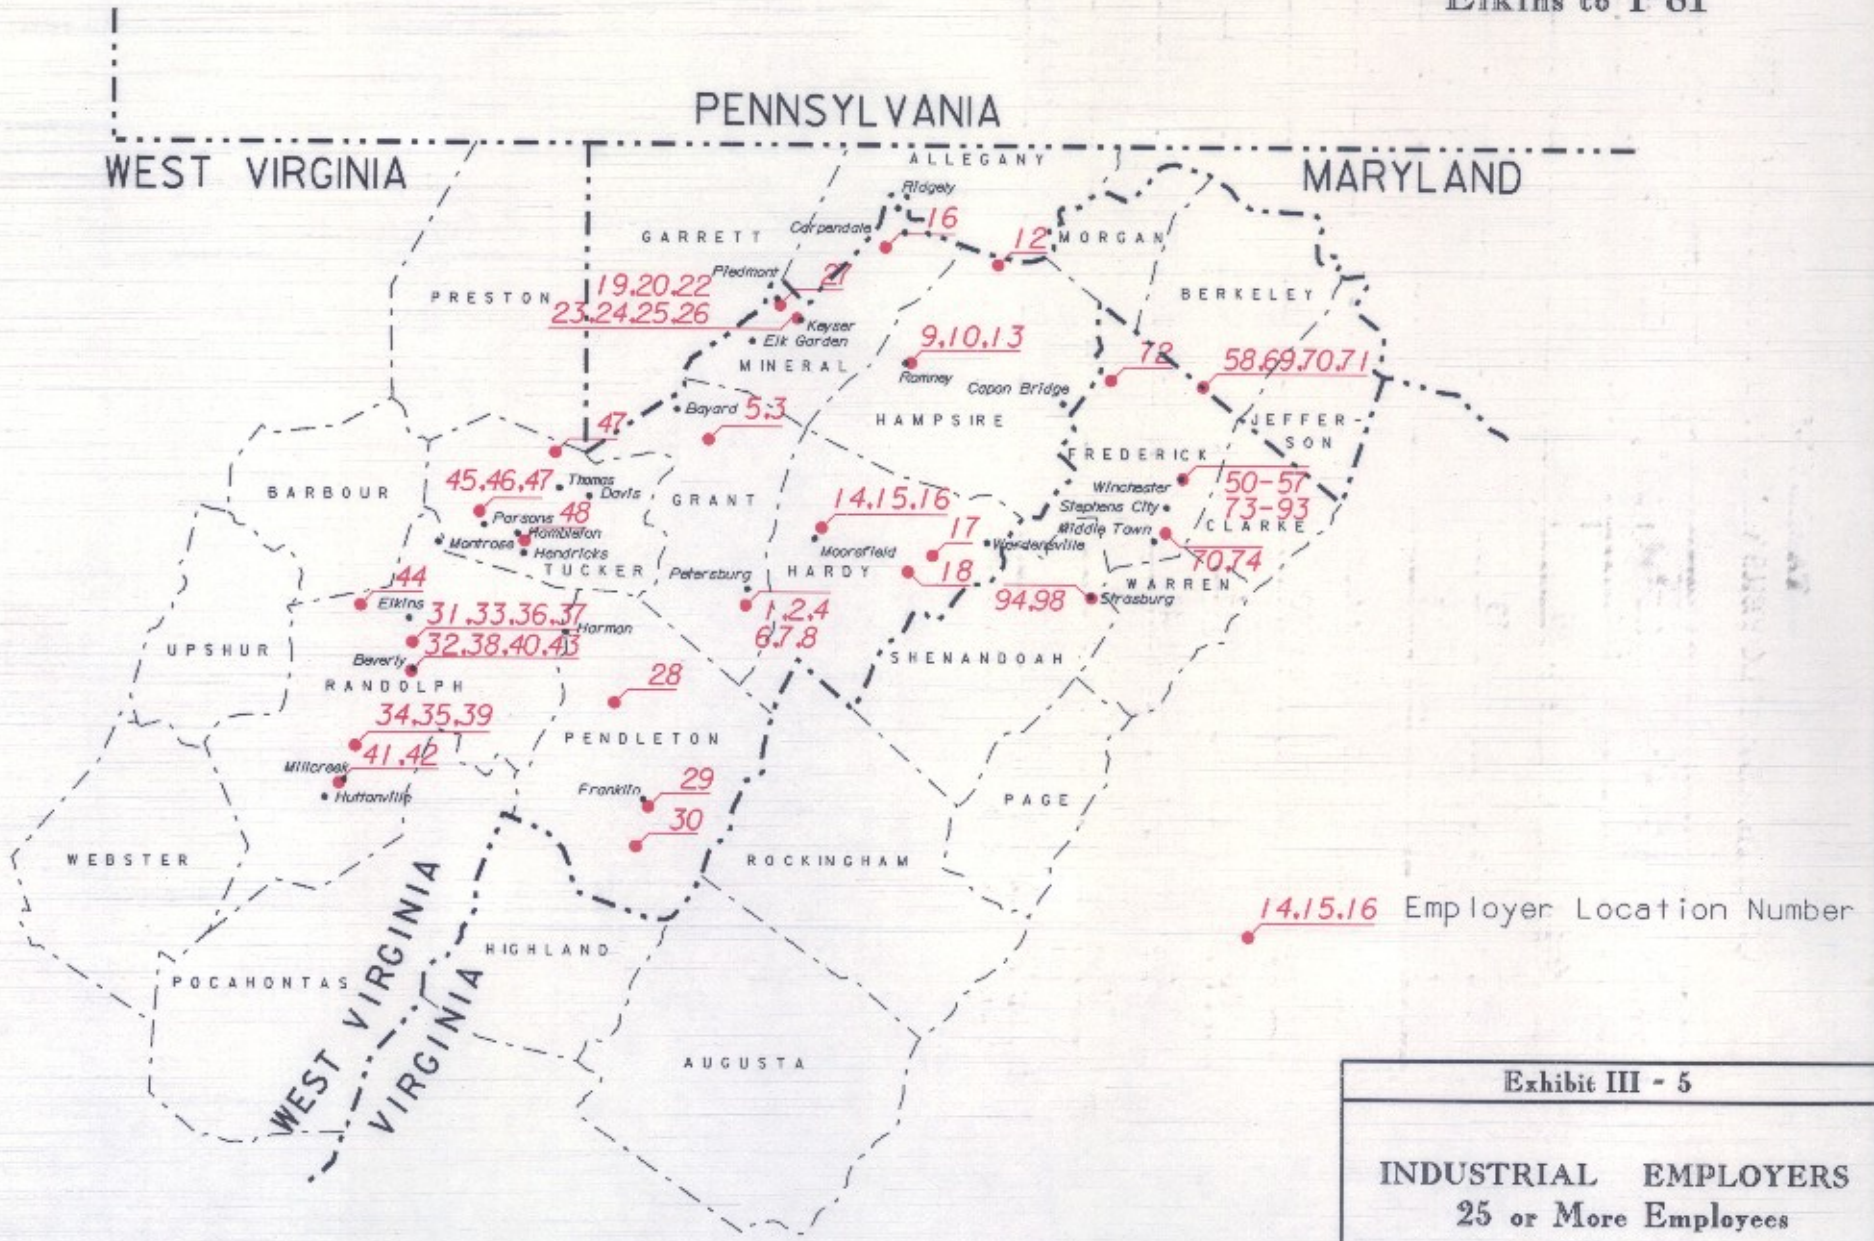 Elkins to I 81
PENNSYLVANIA
WEST VIRGINIA
ALLEGANY
MARYLAND
Ridgely
16
Carpendale
GARRETT
12
MORGAN
Piedmont
27
19,20,22
PRESTON
BERKELEY
23,24,25,26
Keyser
Elk Garden
9,10,13
MINERAL
72
58,69,70,71
Romney
Capon Bridge
Bayard
5,3
HAMPSIRE
JEFFER-
SON
47
FREDERICK
45,46,47
Thomas
Davis
BARBOUR
GRANT
14,15,16
Winchester
50-57
Stephens City
73-93
Parsons
48
Hambleton
Montrose
Hendricks
17
Middle Town
CLARKE
Moorefield
Wardensville
TUCKER
Petersburg
HARDY
18
70,74
WARREN
44
Elkins
94,98
Strasburg
31,33,36,37
1,2,4
Harmon
6,7,8
32,38,40,43
UPSHUR
Beverly
SHENANDOAH
RANDOLPH
28
34,35,39
PENDLETON
41,42
Millcreek
Huttonville
Franklin
29
PAGE
30
WEBSTER
ROCKINGHAM
14,15,16 Employer Location Number
HIGHLAND
POCAHONTAS
WEST VIRGINIA
VIRGINIA
AUGUSTA
Exhibit III - 5
INDUSTRIAL EMPLOYERS
25 or More Employees